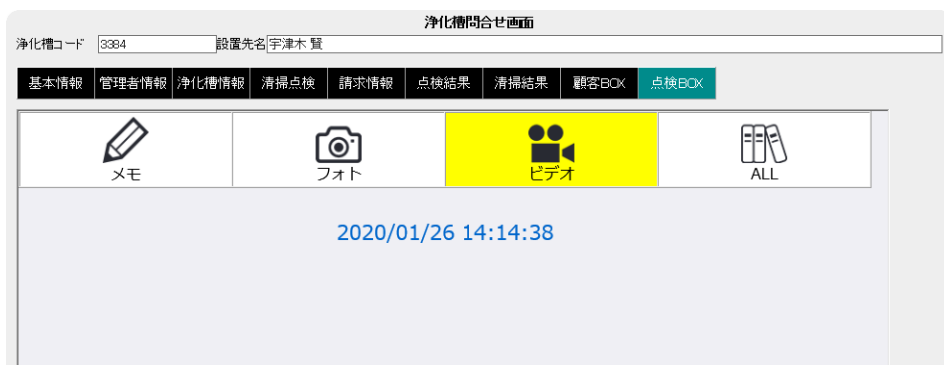 浄化槽問合せ画面
浄化槽コード 3384 設置先名 宇津木 賢
基本情報 管理者情報 浄化槽情報 清掃点検 請求情報 点検結果 清掃結果 顧客BOX 点検BOX
メモ フォト ビデオ ALL
2020/01/26 14:14:38